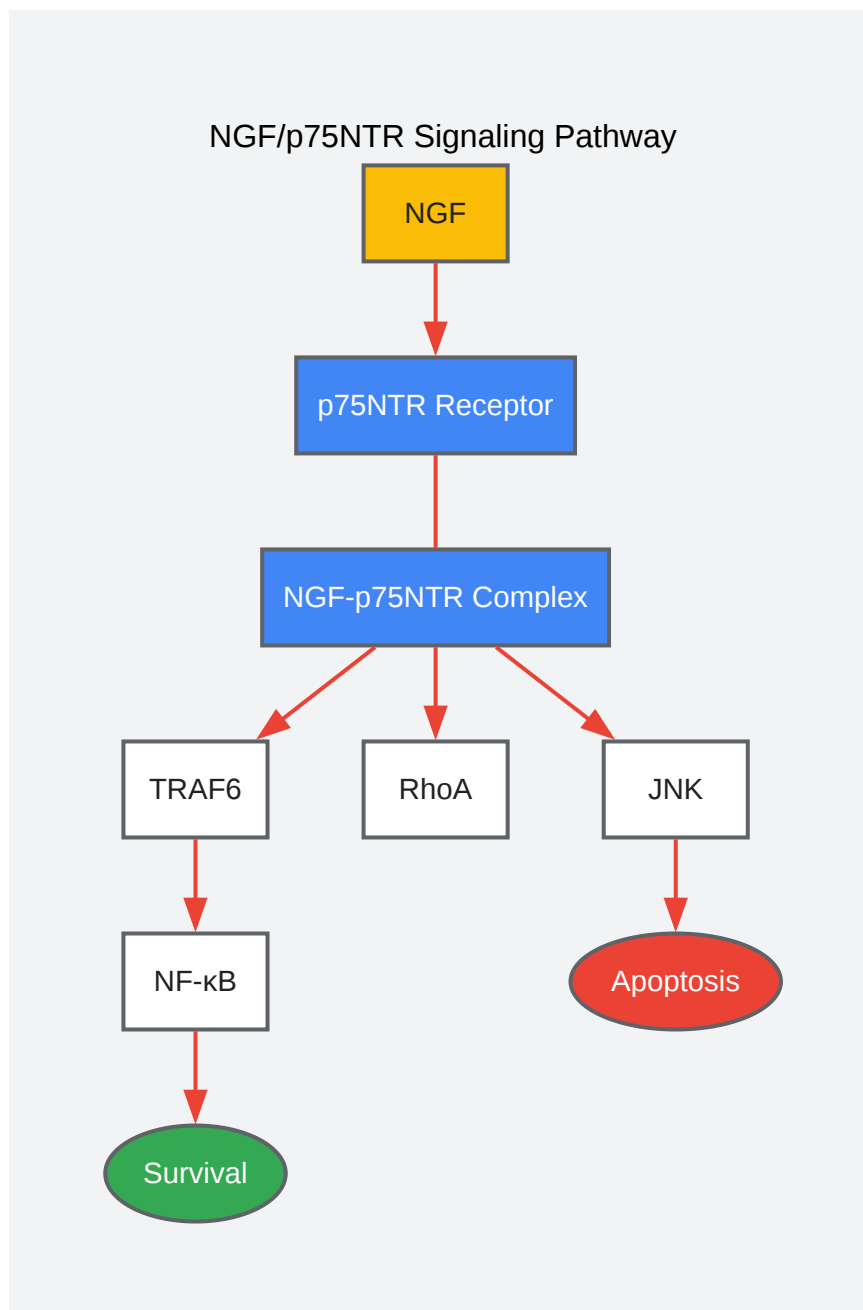 NGF/p75NTR Signaling Pathway
NGF
p75NTR Receptor
NGF-p75NTR Complex
TRAF6
RhoA
JNK
NF-κB
Apoptosis
Survival